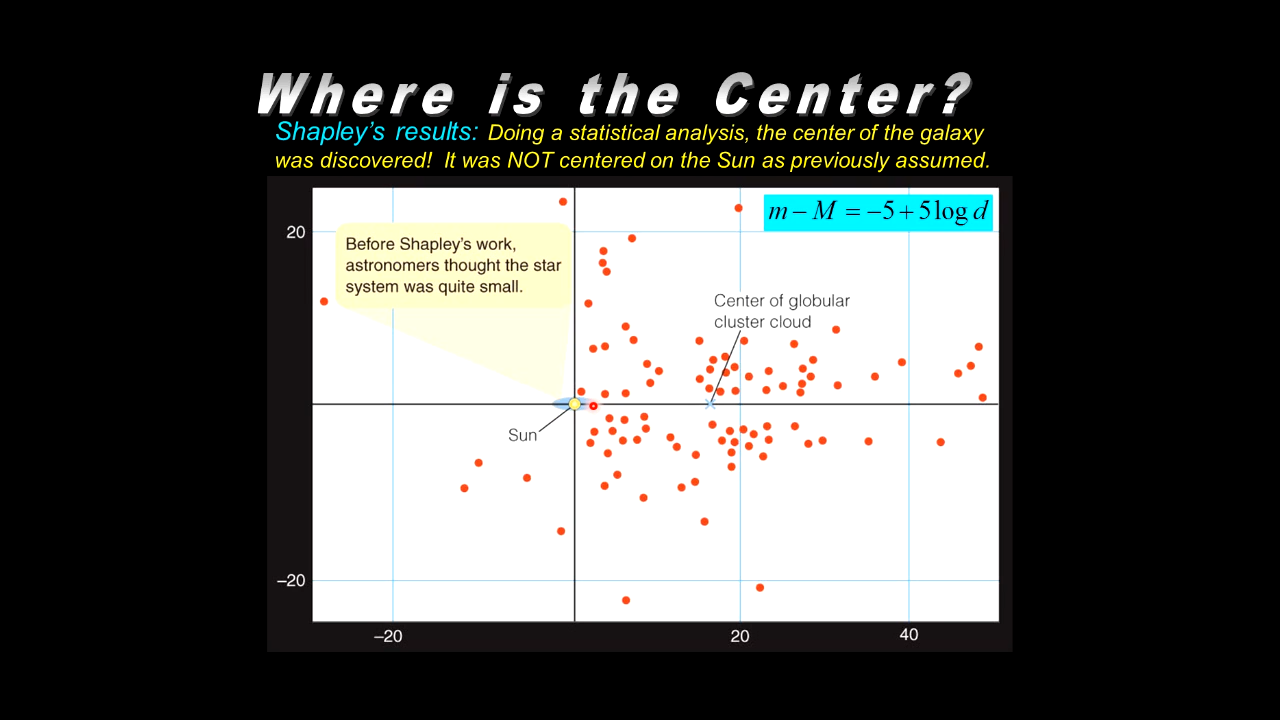 Where is the Center?
Shapley's results: Doing a statistical analysis, the center of the galaxy
was discovered! It was NOT centered on the Sun as previously assumed.
m − M = −5 + 5 log d
20
Before Shapley's work,
astronomers thought the star
system was quite small.
Center of globular
cluster cloud
Sun
−20
−20
20
40